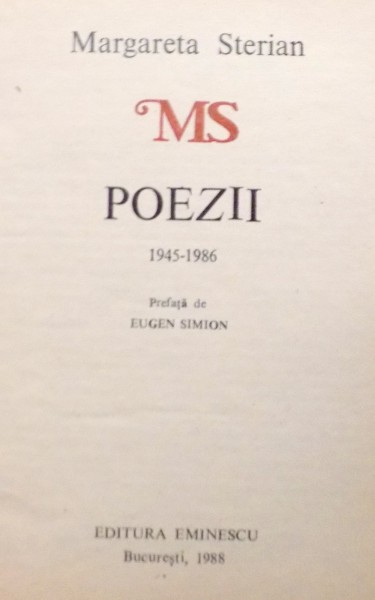 Margareta Sterian
MS
POEZII
1945-1986
Prefață de
EUGEN SIMION
EDITURA EMINESCU
București, 1988